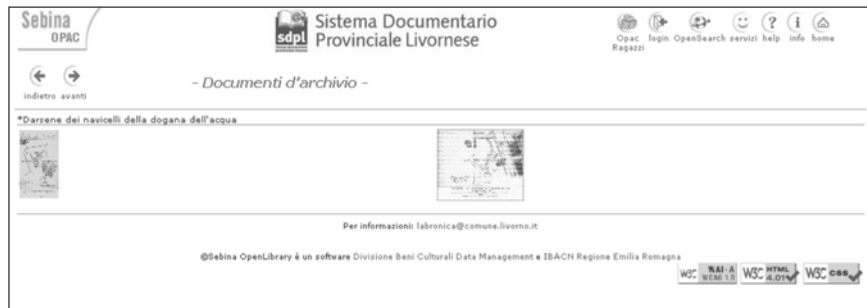 Sebina
OPAC
sdpl
Sistema Documentario
Provinciale Livornese
Opac
Ragazzi
login
OpenSearch
servizi
help
info
home
indietro
avanti
- Documenti d'archivio -
*Darsene dei navicelli della dogana dell'acqua
Per informazioni: labronica@comune.livorno.it
©Sebina OpenLibrary è un software Divisione Beni Culturali Data Management e IBACN Regione Emilia Romagna
W3C WAI-A
WCAG 1.0
W3C HTML
4.01
W3C css